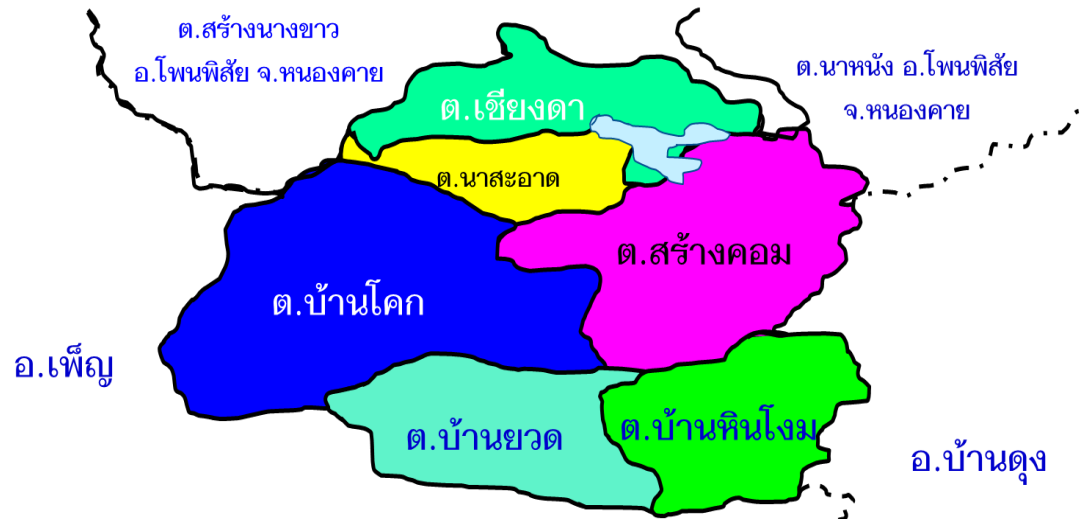 ต.สร้างนางขาว
อ.โพนพิสัย จ.หนองคาย
ต.นาหนัง อ.โพนพิสัย
จ.หนองคาย
ต.เชียงดา
ต.นาสะอาด
ต.สร้างคอม
ต.บ้านโคก
อ.เพ็ญ
ต.บ้านยวด
ต.บ้านหินโงม
อ.บ้านดุง